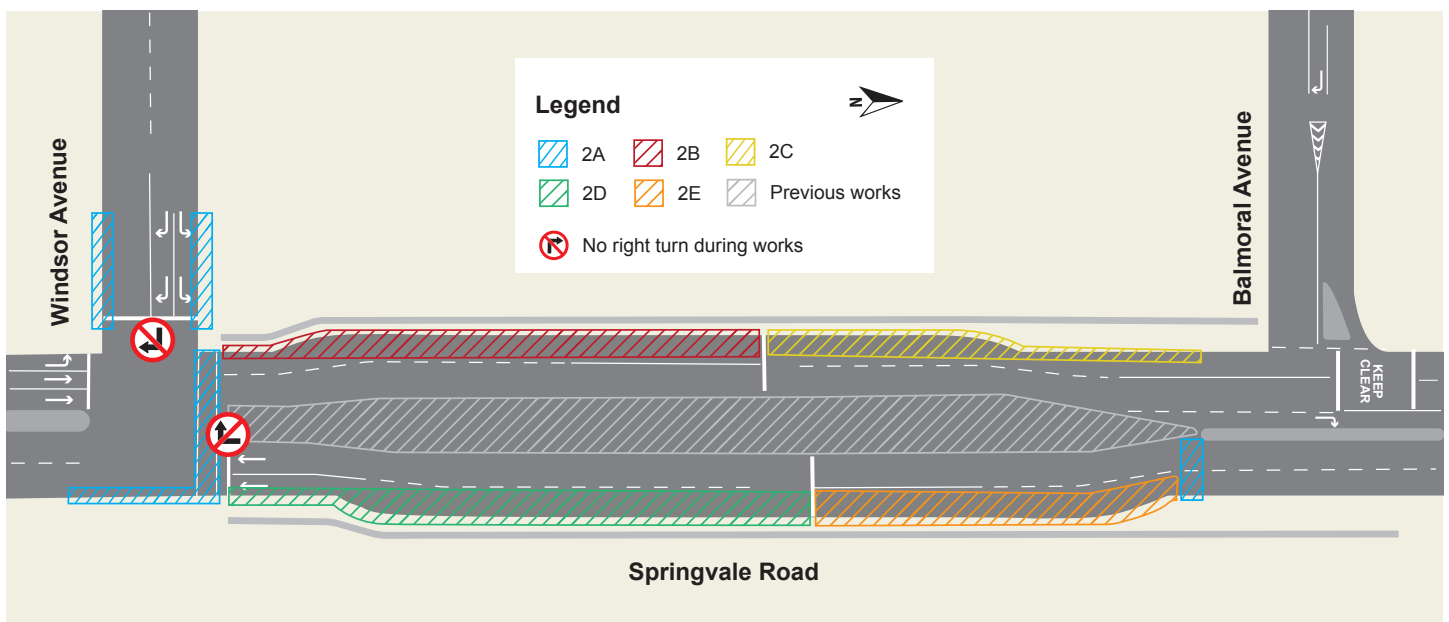 Legend
N
2A
2B
2C
2D
2E
Previous works
No right turn during works
Windsor Avenue
Balmoral Avenue
KEEP
CLEAR
Springvale Road